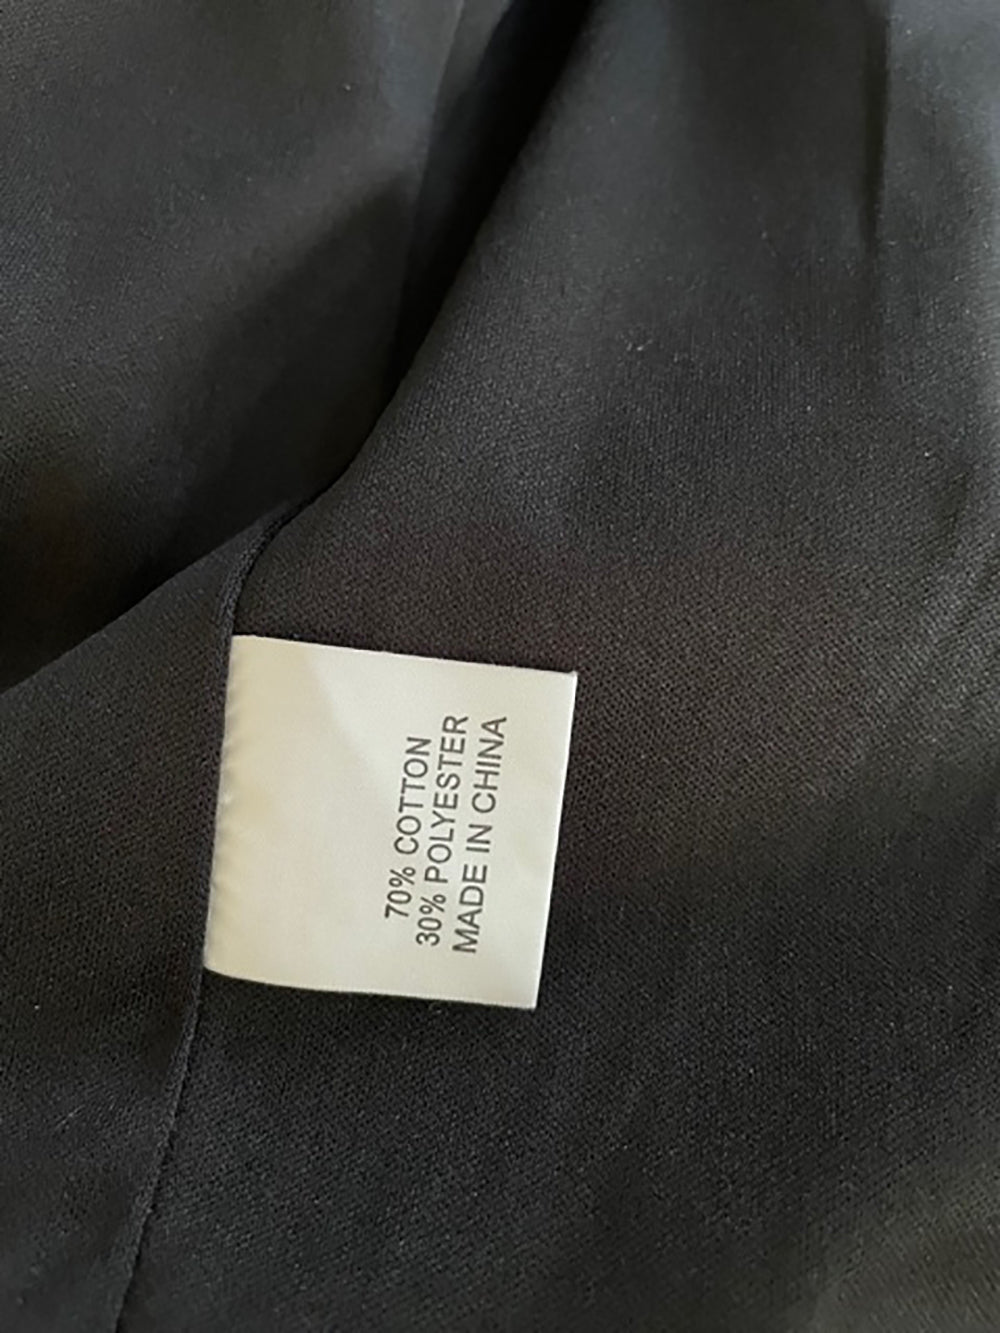 70% COTTON
30% POLYESTER
MADE IN CHINA